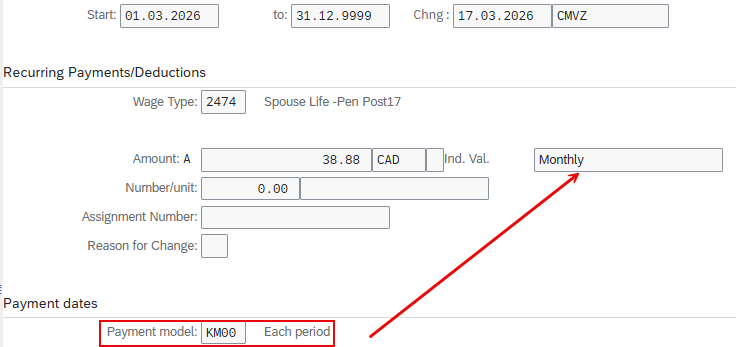 Start: 01.03.2026 to: 31.12.9999 Chng : 17.03.2026 CMVZ
Recurring Payments/Deductions
Wage Type: 2474 Spouse Life -Pen Post17
Amount: A 38.88 CAD Ind. Val. Monthly
Number/unit: 0.00
Assignment Number:
Reason for Change:
Payment dates
Payment model: KM00 Each period